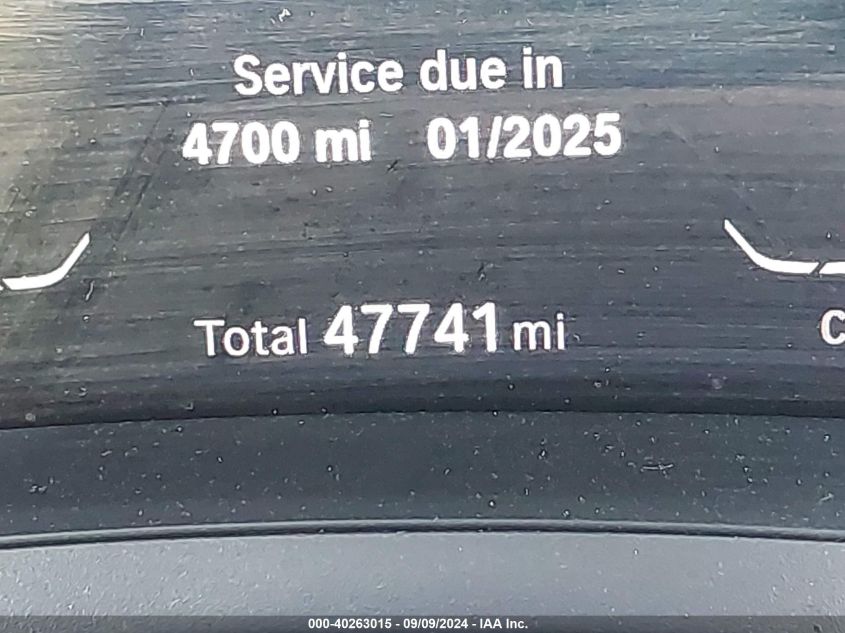 Service due in
4700 mi 01/2025
Total 47741 mi
C
000-40263015 - 09/09/2024 - IAA Inc.